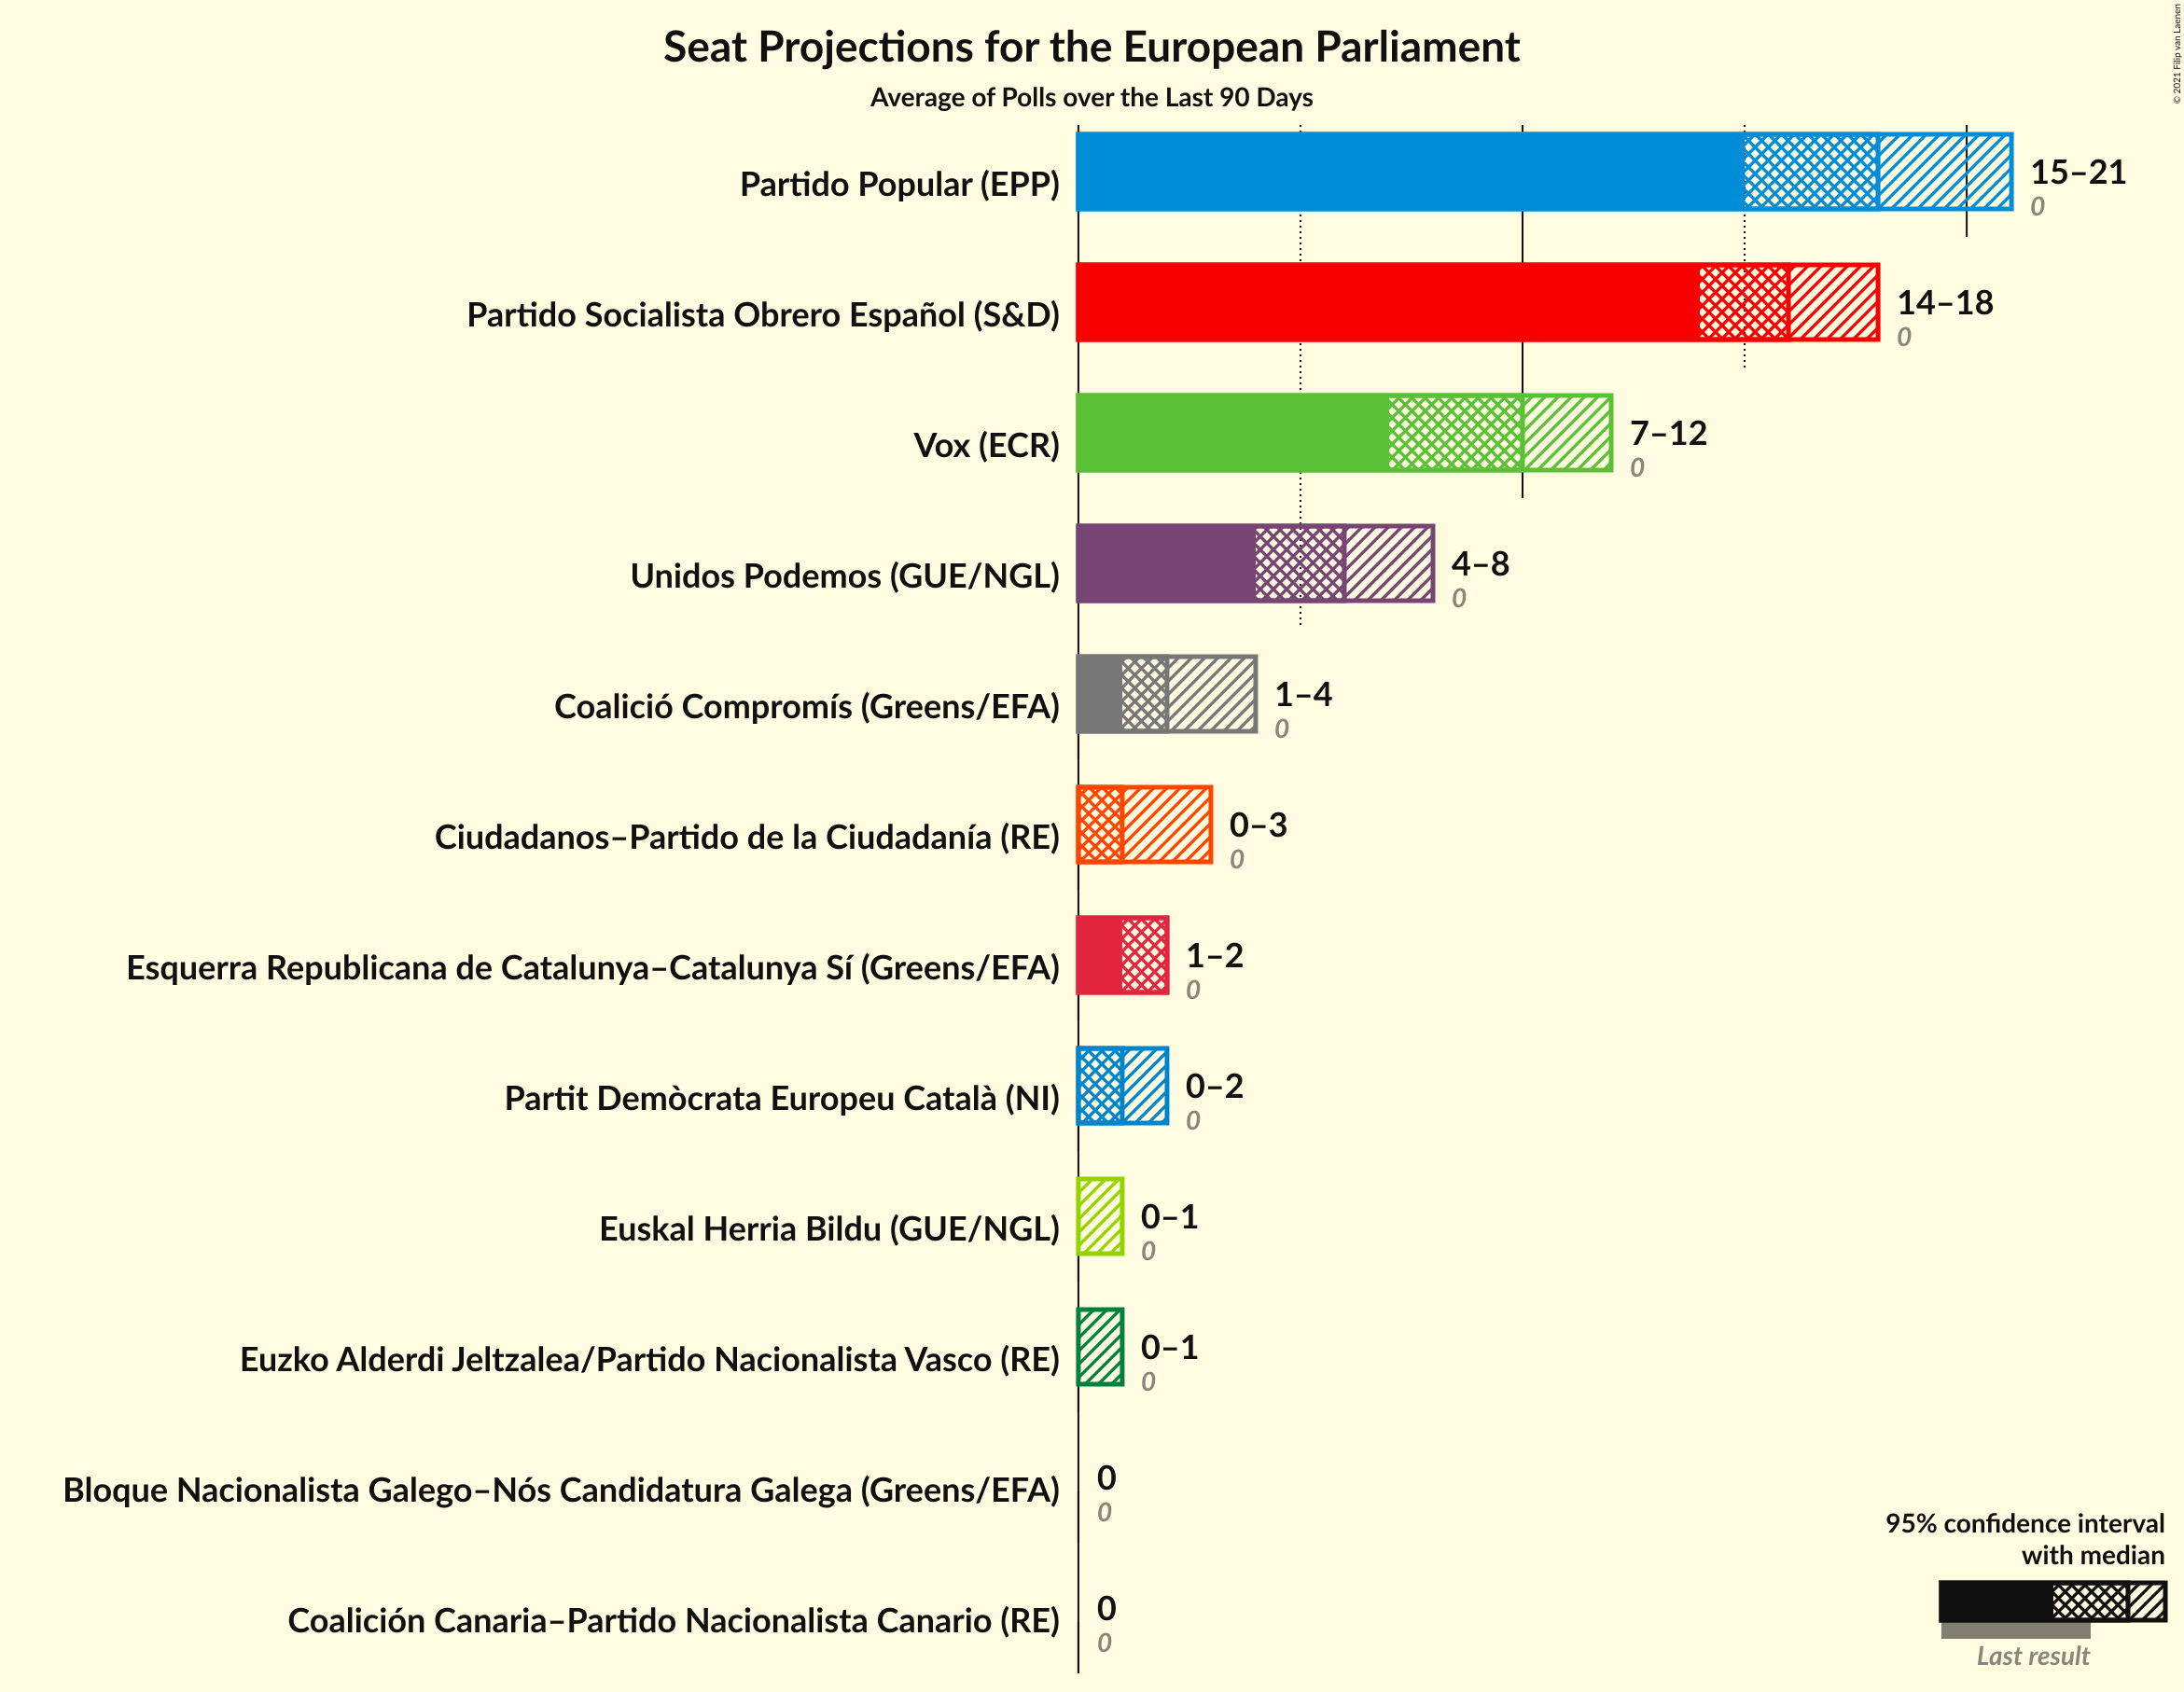 Seat Projections for the European Parliament
Average of Polls over the Last 90 Days
© 2021 Filip van Laenen
Partido Popular (EPP)
15–21
0
Partido Socialista Obrero Español (S&D)
14–18
0
Vox (ECR)
7–12
0
Unidos Podemos (GUE/NGL)
4–8
0
Coalició Compromís (Greens/EFA)
1–4
0
Ciudadanos–Partido de la Ciudadanía (RE)
0–3
0
Esquerra Republicana de Catalunya–Catalunya Sí (Greens/EFA)
1–2
0
Partit Demòcrata Europeu Català (NI)
0–2
0
Euskal Herria Bildu (GUE/NGL)
0–1
0
Euzko Alderdi Jeltzalea/Partido Nacionalista Vasco (RE)
0–1
0
Bloque Nacionalista Galego–Nós Candidatura Galega (Greens/EFA)
0
0
Coalición Canaria–Partido Nacionalista Canario (RE)
0
0
95% confidence interval
with median
Last result